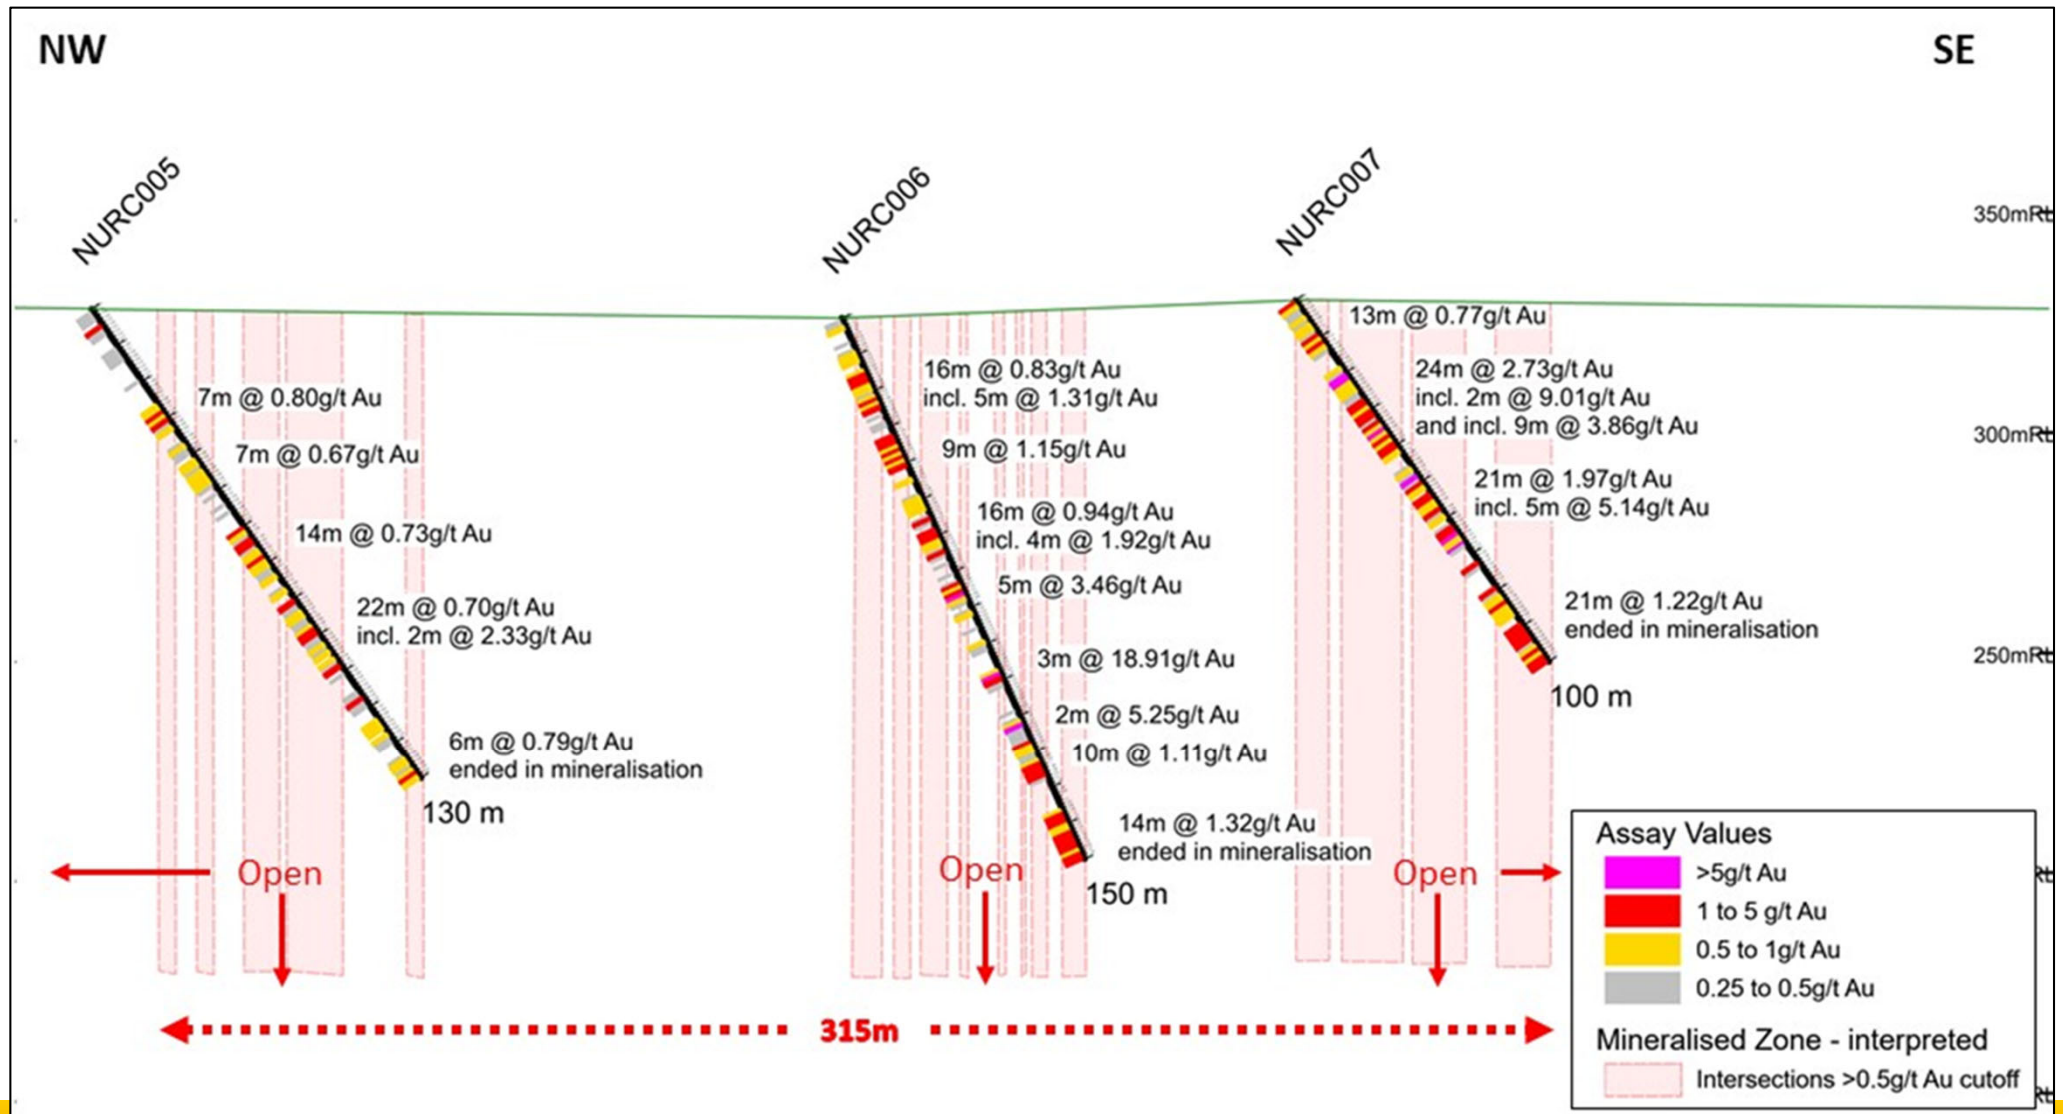 NW
SE
NURC005
NURC006
NURC007
350mRL
300mRL
250mRL
7m @ 0.80g/t Au
7m @ 0.67g/t Au
14m @ 0.73g/t Au
22m @ 0.70g/t Au
incl. 2m @ 2.33g/t Au
6m @ 0.79g/t Au
ended in mineralisation
130 m
16m @ 0.83g/t Au
incl. 5m @ 1.31g/t Au
9m @ 1.15g/t Au
16m @ 0.94g/t Au
incl. 4m @ 1.92g/t Au
5m @ 3.46g/t Au
3m @ 18.91g/t Au
2m @ 5.25g/t Au
10m @ 1.11g/t Au
14m @ 1.32g/t Au
ended in mineralisation
150 m
13m @ 0.77g/t Au
24m @ 2.73g/t Au
incl. 2m @ 9.01g/t Au
and incl. 9m @ 3.86g/t Au
21m @ 1.97g/t Au
incl. 5m @ 5.14g/t Au
21m @ 1.22g/t Au
ended in mineralisation
100 m
Open
Open
Open
315m
Assay Values
>5g/t Au
1 to 5 g/t Au
0.5 to 1g/t Au
0.25 to 0.5g/t Au
Mineralised Zone - interpreted
Intersections >0.5g/t Au cutoff